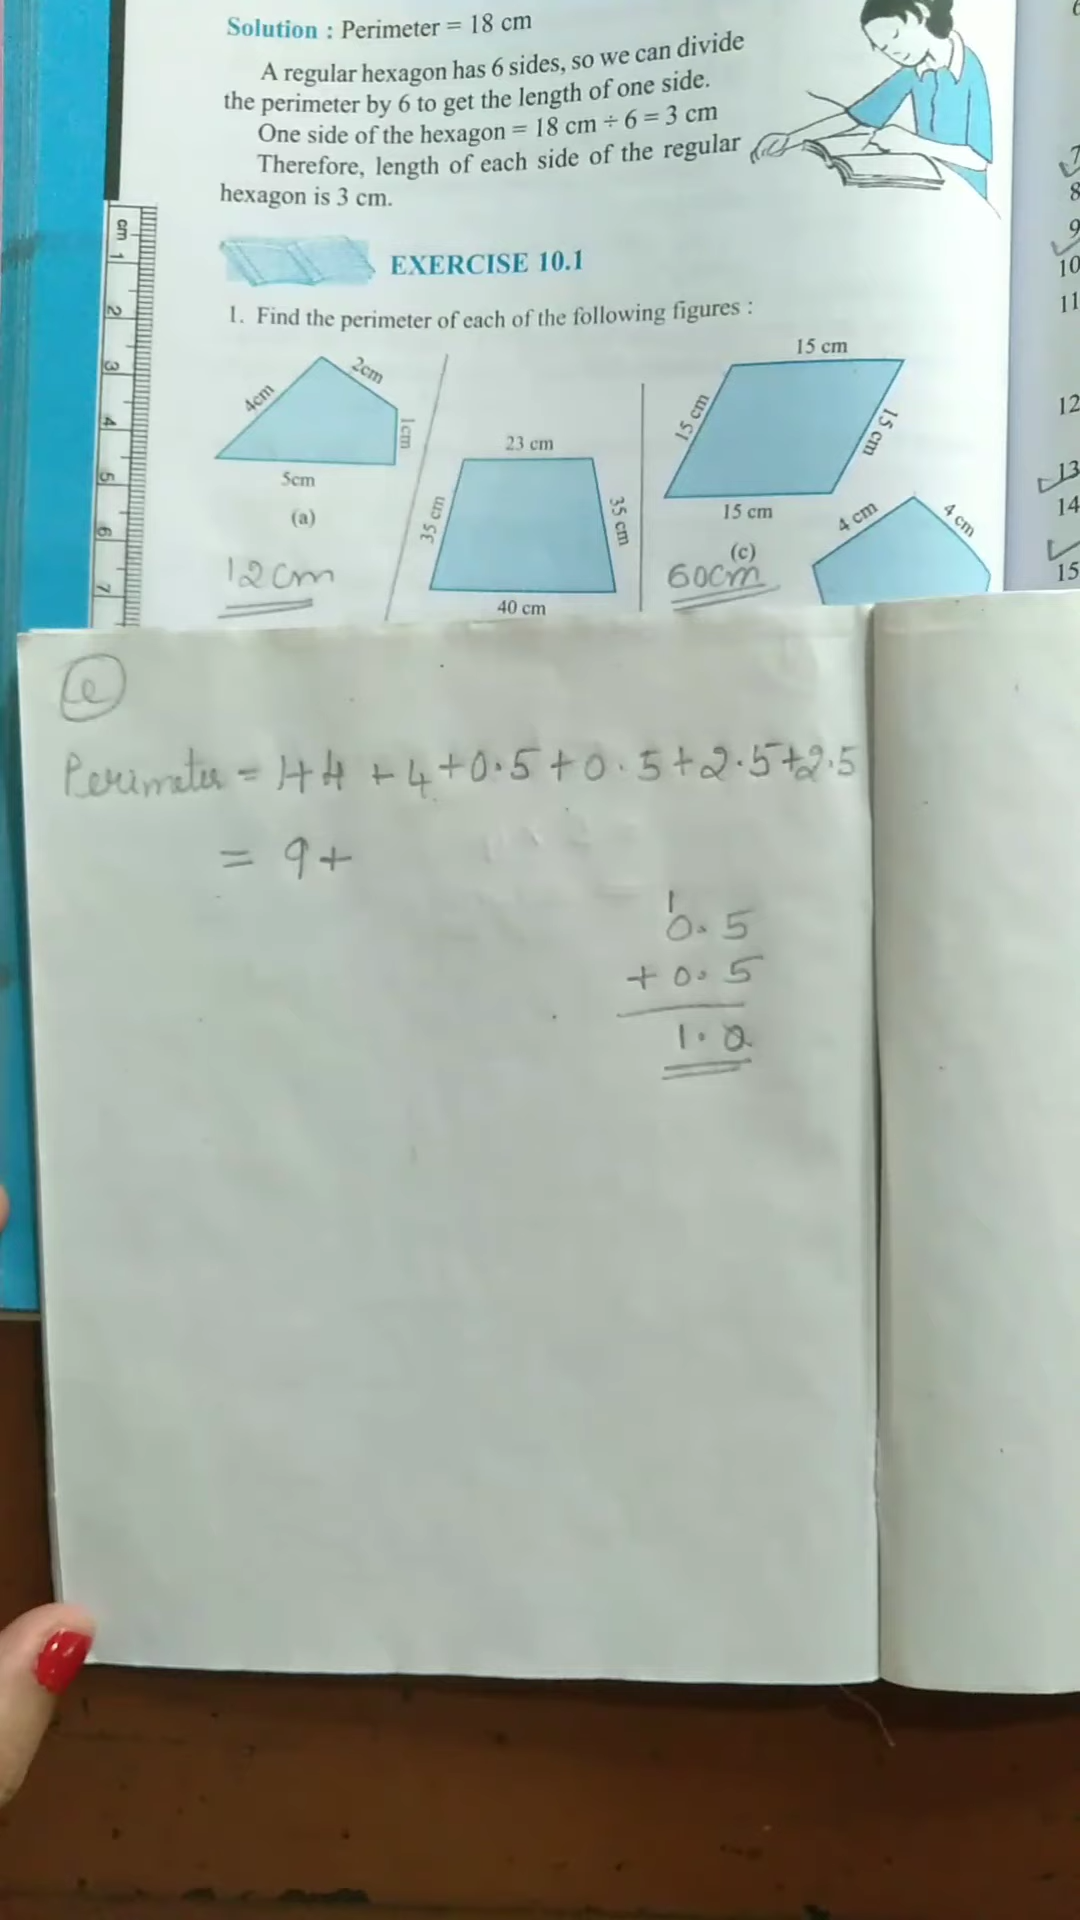 Solution : Perimeter = 18 cm
A regular hexagon has 6 sides, so we can divide
the perimeter by 6 to get the length of one side.
One side of the hexagon = 18 cm ÷ 6 = 3 cm
Therefore, length of each side of the regular
hexagon is 3 cm.
cm 1 2 3 4 5 6 7
EXERCISE 10.1
1. Find the perimeter of each of the following figures :
4cm
2cm
1cm
5cm
(a)
12cm
23 cm
35 cm
35 cm
40 cm
15 cm
15 cm
15 cm
15 cm
(c)
60cm
4 cm
4 cm
7
8
9
10
11
12
13
14
15
e
Perimeter = 1+4 + 4+0.5+0.5+2.5+2.5
= 9+
1
0.5
+ 0.5
1.0